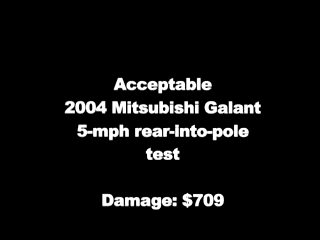 Acceptable
2004 Mitsubishi Galant
5-mph rear-into-pole
test
Damage: $709